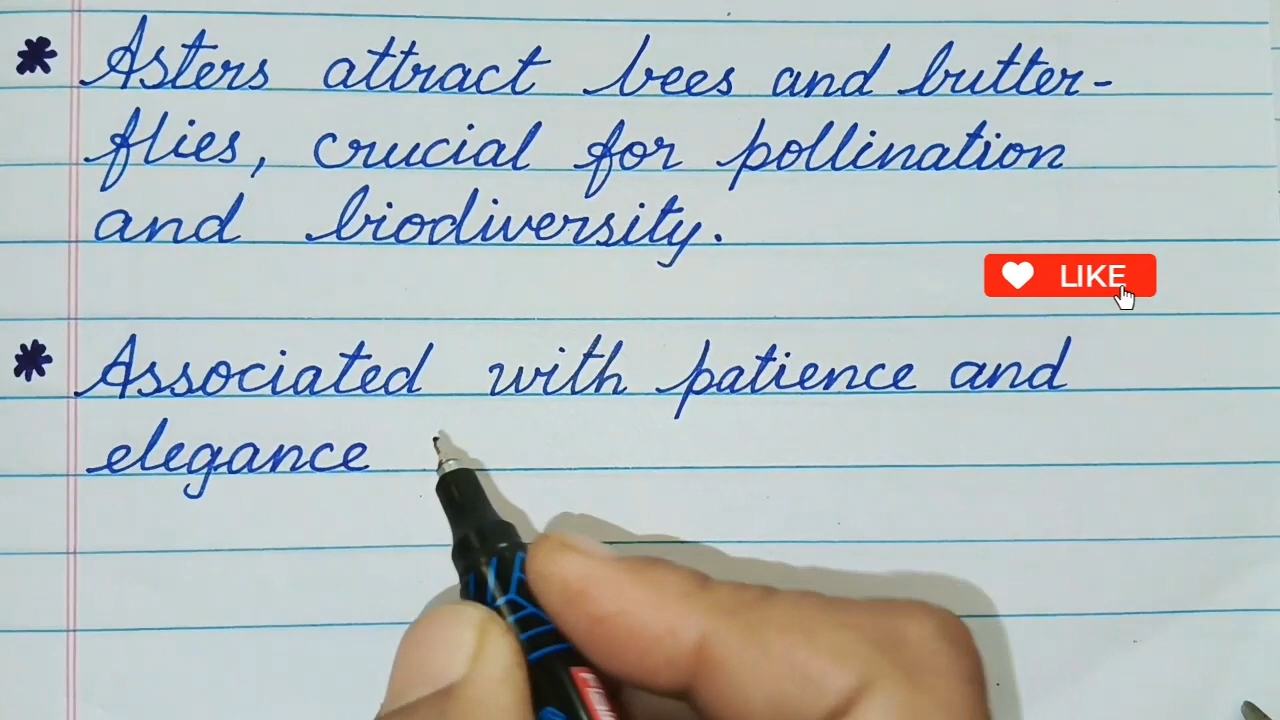 * Asters attract bees and butter-
flies, crucial for pollination
and biodiversity.
LIKE
* Associated with patience and
elegance